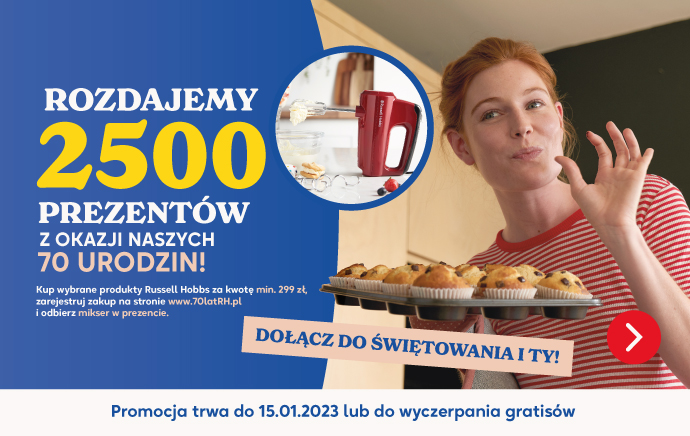 ROZDAJEMY
2500
PREZENTÓW
Z OKAZJI NASZYCH
70 URODZIN!
Kup wybrane produkty Russell Hobbs za kwotę min. 299 zł,
zarejestruj zakup na stronie www.70latRH.pl
i odbierz mikser w prezencie.
Russell Hobbs
DOŁĄCZ DO ŚWIĘTOWANIA I TY!
Promocja trwa do 15.01.2023 lub do wyczerpania gratisów